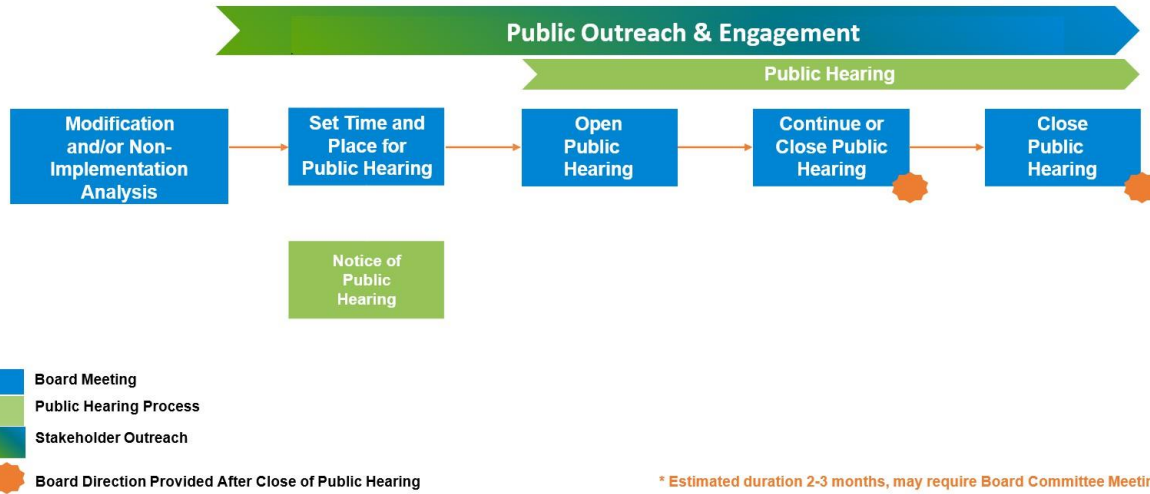 Public Outreach & Engagement
Public Hearing
Modification
and/or Non-
Implementation
Analysis
Set Time and
Place for
Public Hearing
Open
Public
Hearing
Continue or
Close Public
Hearing
Close
Public
Hearing
Notice of
Public
Hearing
Board Meeting
Public Hearing Process
Stakeholder Outreach
Board Direction Provided After Close of Public Hearing
* Estimated duration 2-3 months, may require Board Committee